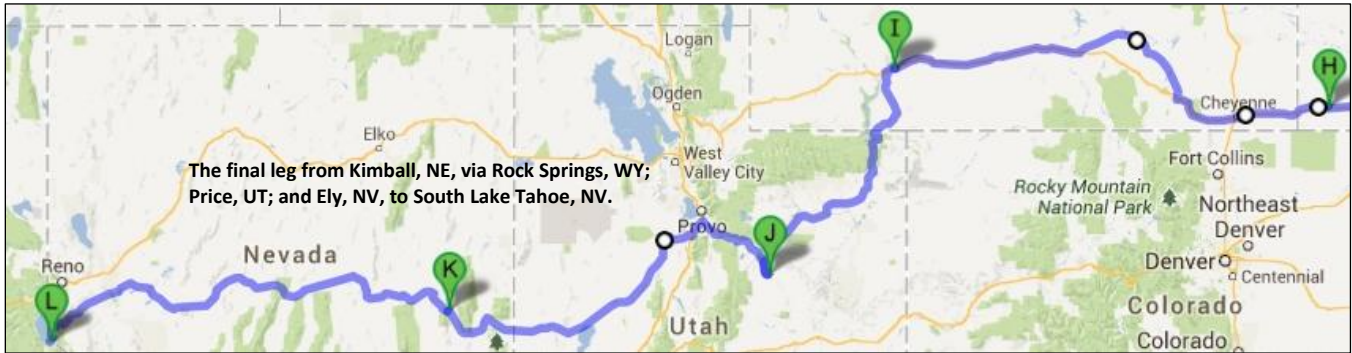 I
H
Logan
Cheyenne
Ogden
Elko
West
Valley City
The final leg from Kimball, NE, via Rock Springs, WY;
Price, UT; and Ely, NV, to South Lake Tahoe, NV.
Fort Collins
Rocky Mountain
National Park
Northeast
Denver
Provo
J
Nevada
K
Reno
L
Denver
Centennial
Colorado
Utah
Colorado